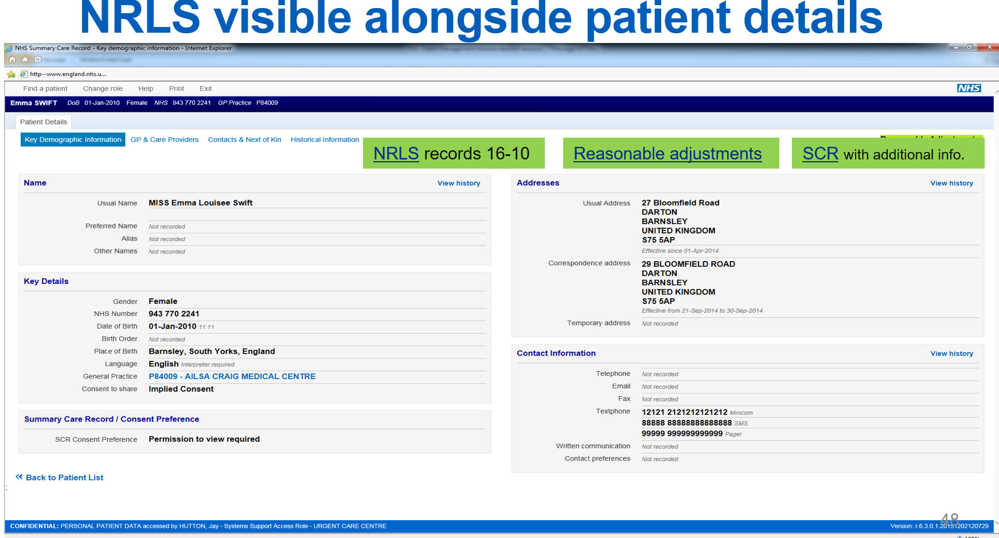 NRLS visible alongside patient details
NHS Summary Care Record - Key demographic information - Internet Explorer
http--www.england.nhs.u...
Find a patient Change role Help Print Exit
NHS
Emma SWIFT DoB 01-Jan-2010 Female NHS 943 770 2241 GP Practice P84009
Patient Details
Key Demographic Information GP & Care Providers Contacts & Next of Kin Historical Information
NRLS records 16-10
Reasonable adjustments
SCR with additional info.
Name View history
Usual Name MISS Emma Louisee Swift
Preferred Name Not recorded
Alias Not recorded
Other Names Not recorded
Key Details
Gender Female
NHS Number 943 770 2241
Date of Birth 01-Jan-2010 11:11
Birth Order Not recorded
Place of Birth Barnsley, South Yorks, England
Language English Interpreter required
General Practice P84009 - AILSA CRAIG MEDICAL CENTRE
Consent to share Implied Consent
Summary Care Record / Consent Preference
SCR Consent Preference Permission to view required
Addresses View history
Usual Address 27 Bloomfield Road
DARTON
BARNSLEY
UNITED KINGDOM
S75 5AP
Effective since 01-Apr-2014
Correspondence address 29 BLOOMFIELD ROAD
DARTON
BARNSLEY
UNITED KINGDOM
S75 5AP
Effective from 21-Sep-2014 to 30-Sep-2014
Temporary address Not recorded
Contact Information View history
Telephone Not recorded
Email Not recorded
Fax Not recorded
Textphone 12121 2121212121212 Minicom
88888 88888888888888 SMS
99999 999999999999 Pager
Written communication Not recorded
Contact preferences Not recorded
Back to Patient List
48
CONFIDENTIAL: PERSONAL PATIENT DATA accessed by HUTTON, Jay - Systems Support Access Role - URGENT CARE CENTRE
Version: r.6.3.0.1.20151202120729